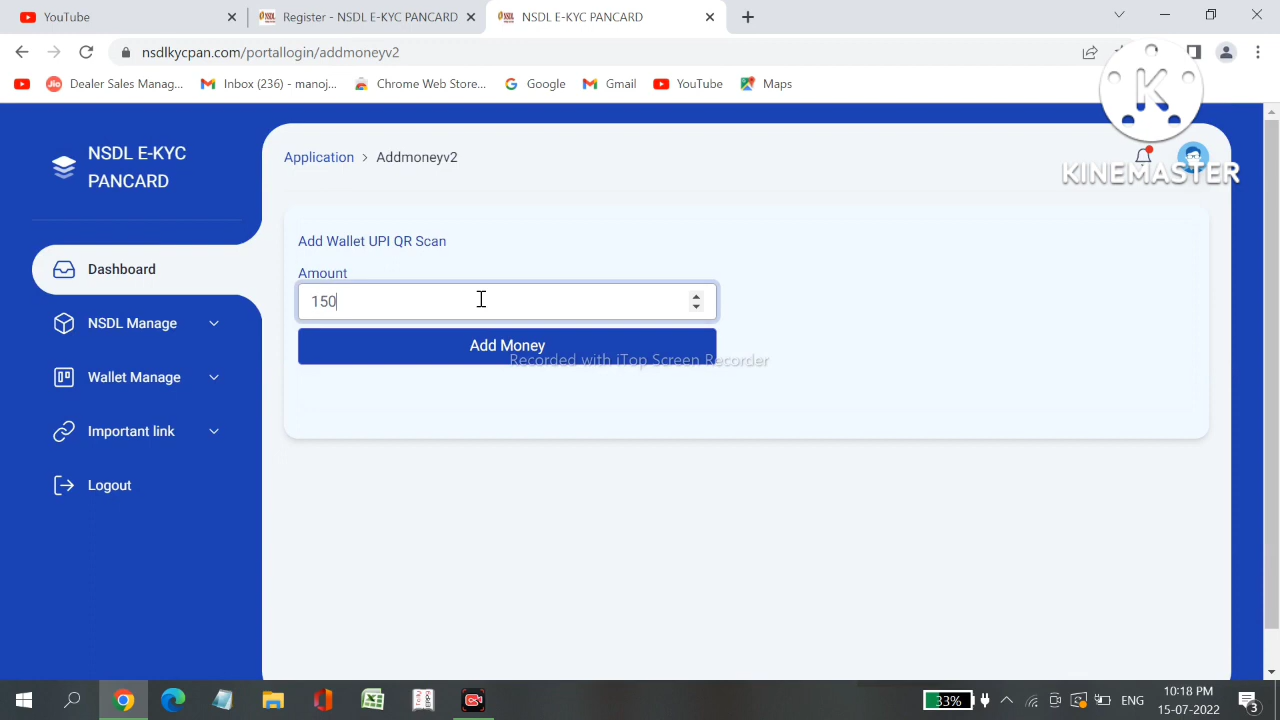 YouTube
Register - NSDL E-KYC PANCARD
NSDL E-KYC PANCARD
nsdlkycpan.com/portallogin/addmoneyv2
Dealer Sales Manag...
Inbox (236) - manoj...
Chrome Web Store...
Google
Gmail
YouTube
Maps
K
KINEMASTER
NSDL E-KYC
PANCARD
Application > Addmoneyv2
Add Wallet UPI QR Scan
Amount
150
Add Money
Recorded with iTop Screen Recorder
Dashboard
NSDL Manage
Wallet Manage
Important link
Logout
33%
ENG
10:18 PM
15-07-2022
3